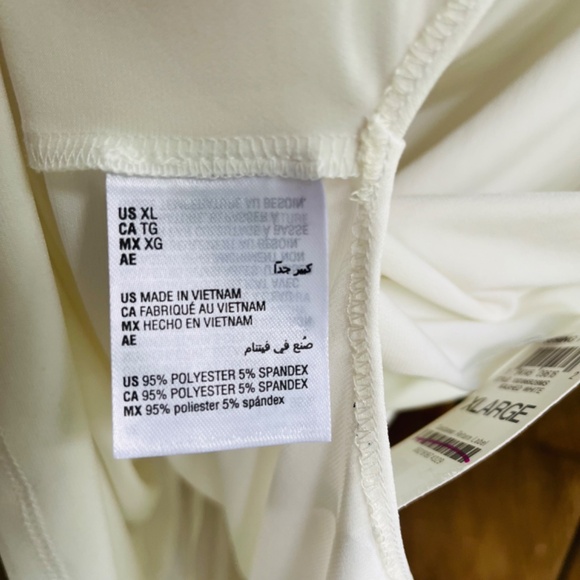 US XL
CA TG
MX XG
AE
كبير جداً
US MADE IN VIETNAM
CA FABRIQUÉ AU VIETNAM
MX HECHO EN VIETNAM
AE
صُنع في فيتنام
US 95% POLYESTER 5% SPANDEX
CA 95% POLYESTER 5% SPANDEX
MX 95% poliéster 5% spándex
XLARGE